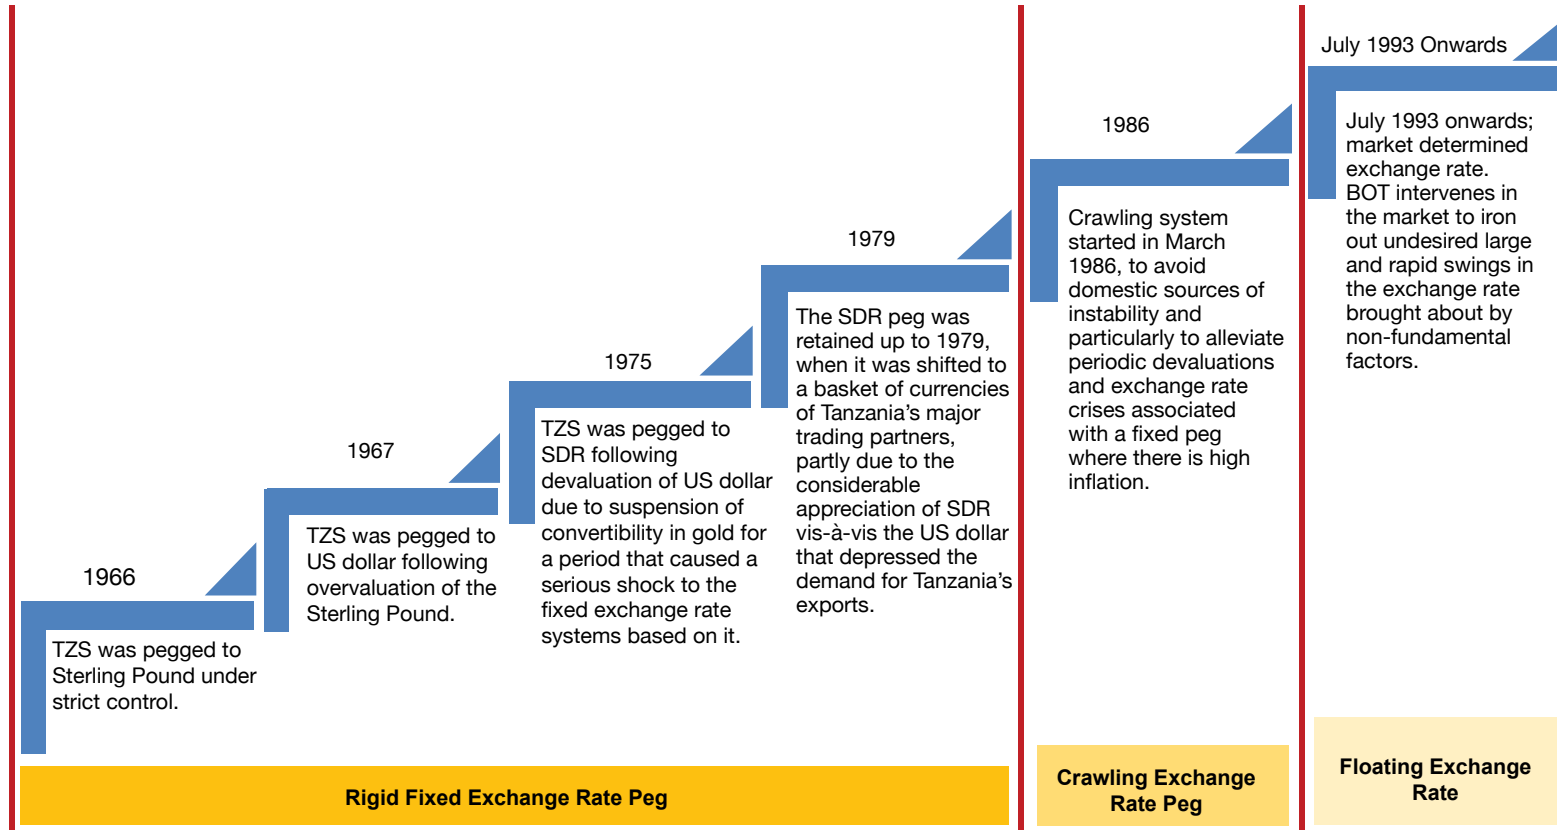 1966
TZS was pegged to
Sterling Pound under
strict control.
1967
TZS was pegged to
US dollar following
overvaluation of the
Sterling Pound.
1975
TZS was pegged to
SDR following
devaluation of US dollar
due to suspension of
convertibility in gold for
a period that caused a
serious shock to the
fixed exchange rate
systems based on it.
1979
The SDR peg was
retained up to 1979,
when it was shifted to
a basket of currencies
of Tanzania’s major
trading partners,
partly due to the
considerable
appreciation of SDR
vis-à-vis the US dollar
that depressed the
demand for Tanzania’s
exports.
1986
Crawling system
started in March
1986, to avoid
domestic sources of
instability and
particularly to alleviate
periodic devaluations
and exchange rate
crises associated
with a fixed peg
where there is high
inflation.
July 1993 Onwards
July 1993 onwards;
market determined
exchange rate.
BOT intervenes in
the market to iron
out undesired large
and rapid swings in
the exchange rate
brought about by
non-fundamental
factors.
Rigid Fixed Exchange Rate Peg
Crawling Exchange
Rate Peg
Floating Exchange
Rate